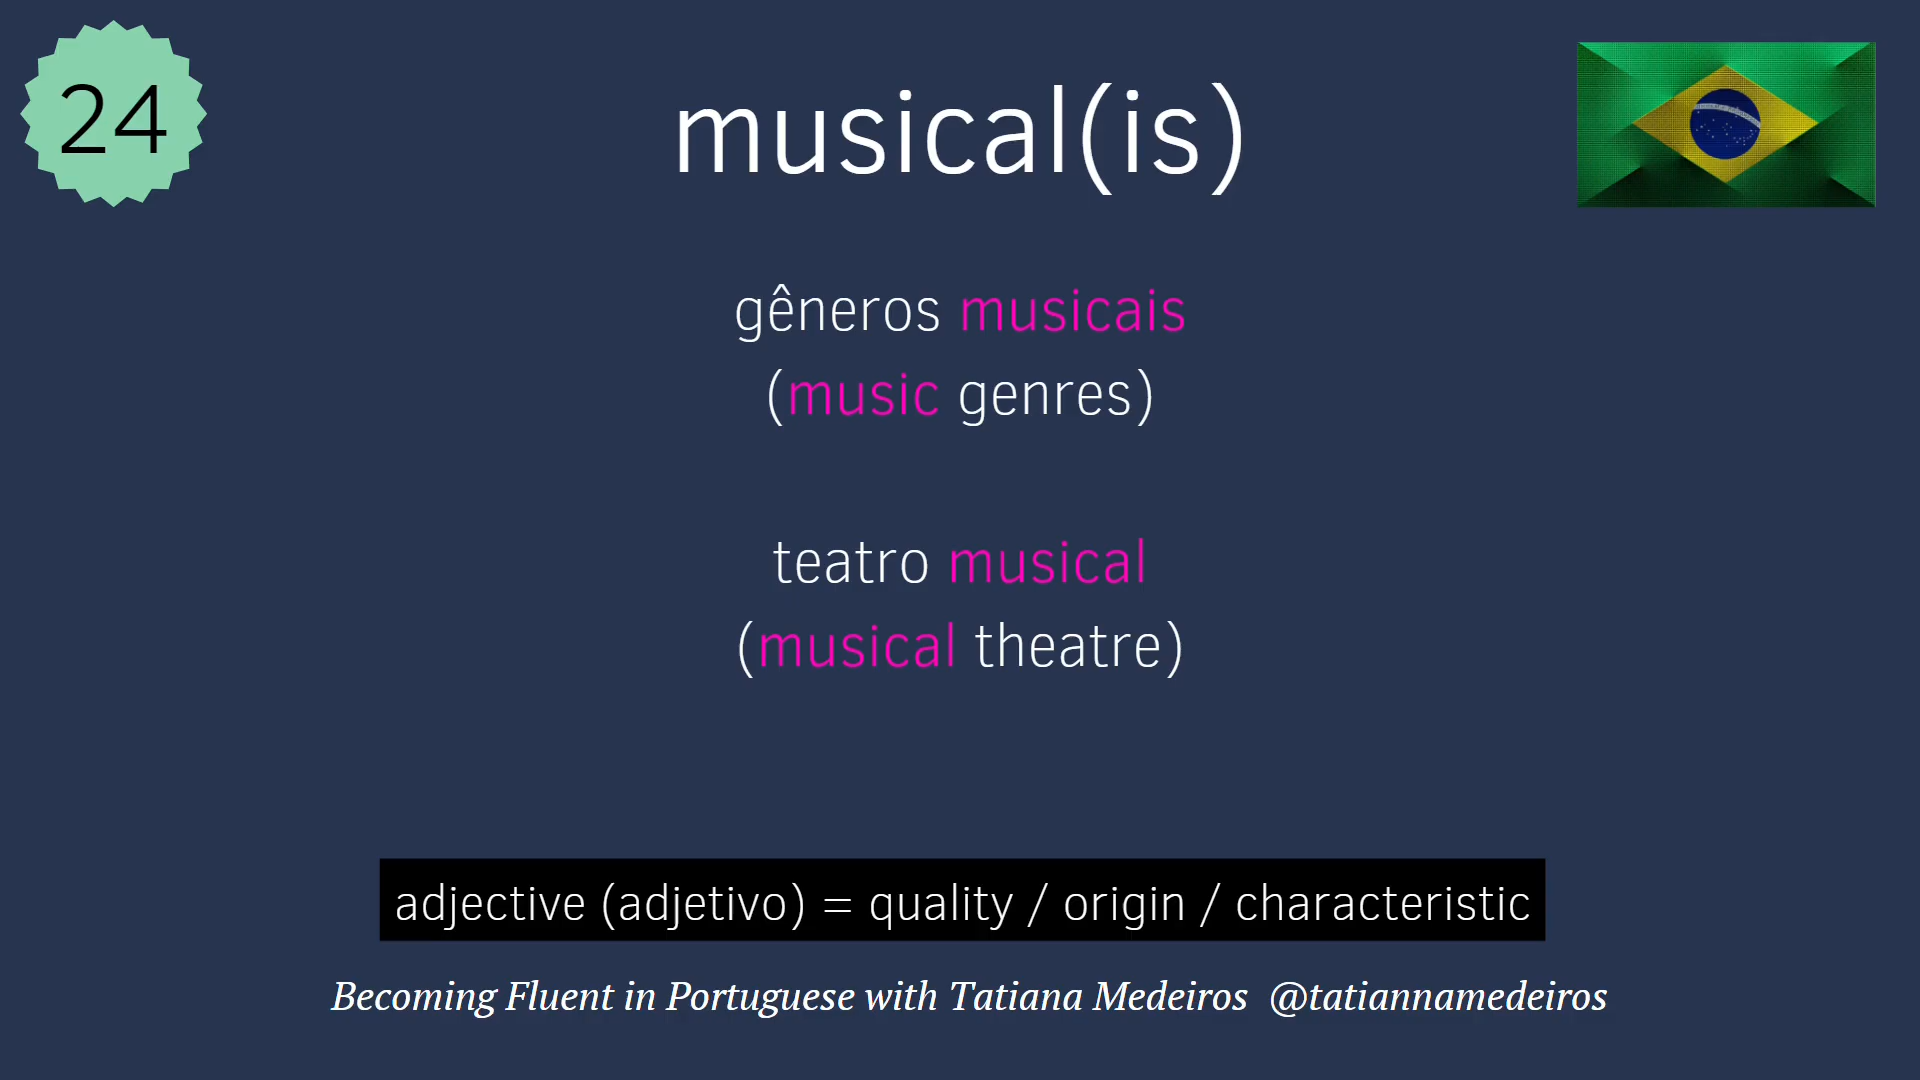 24
musical(is)
gêneros musicais
(music genres)
teatro musical
(musical theatre)
adjective (adjetivo) = quality / origin / characteristic
Becoming Fluent in Portuguese with Tatiana Medeiros @tatiannamedeiros